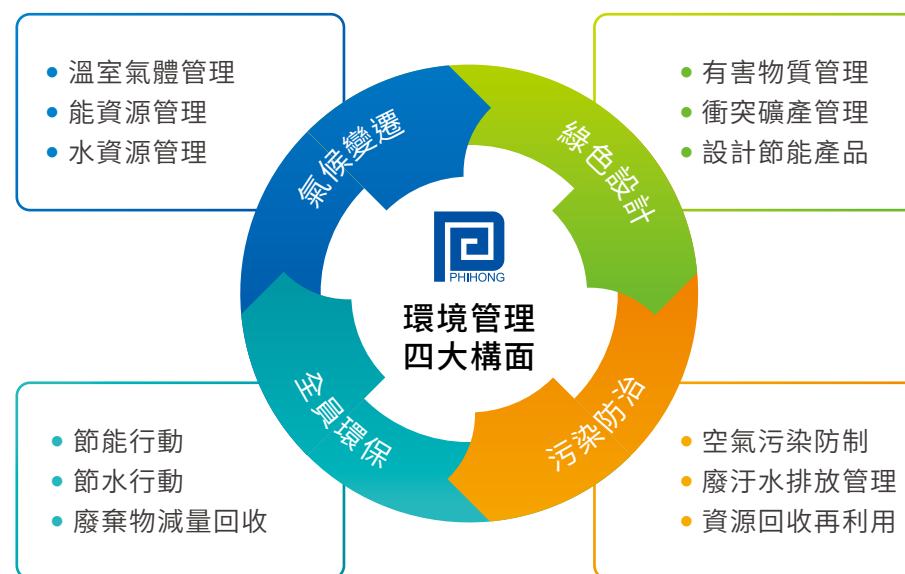 溫室氣體管理
能資源管理
水資源管理
氣候變遷
有害物質管理
衝突礦產管理
設計節能產品
綠色設計
PHIHONG
環境管理
四大構面
節能行動
節水行動
廢棄物減量回收
全員環保
空氣污染防制
廢汙水排放管理
資源回收再利用
污染防治